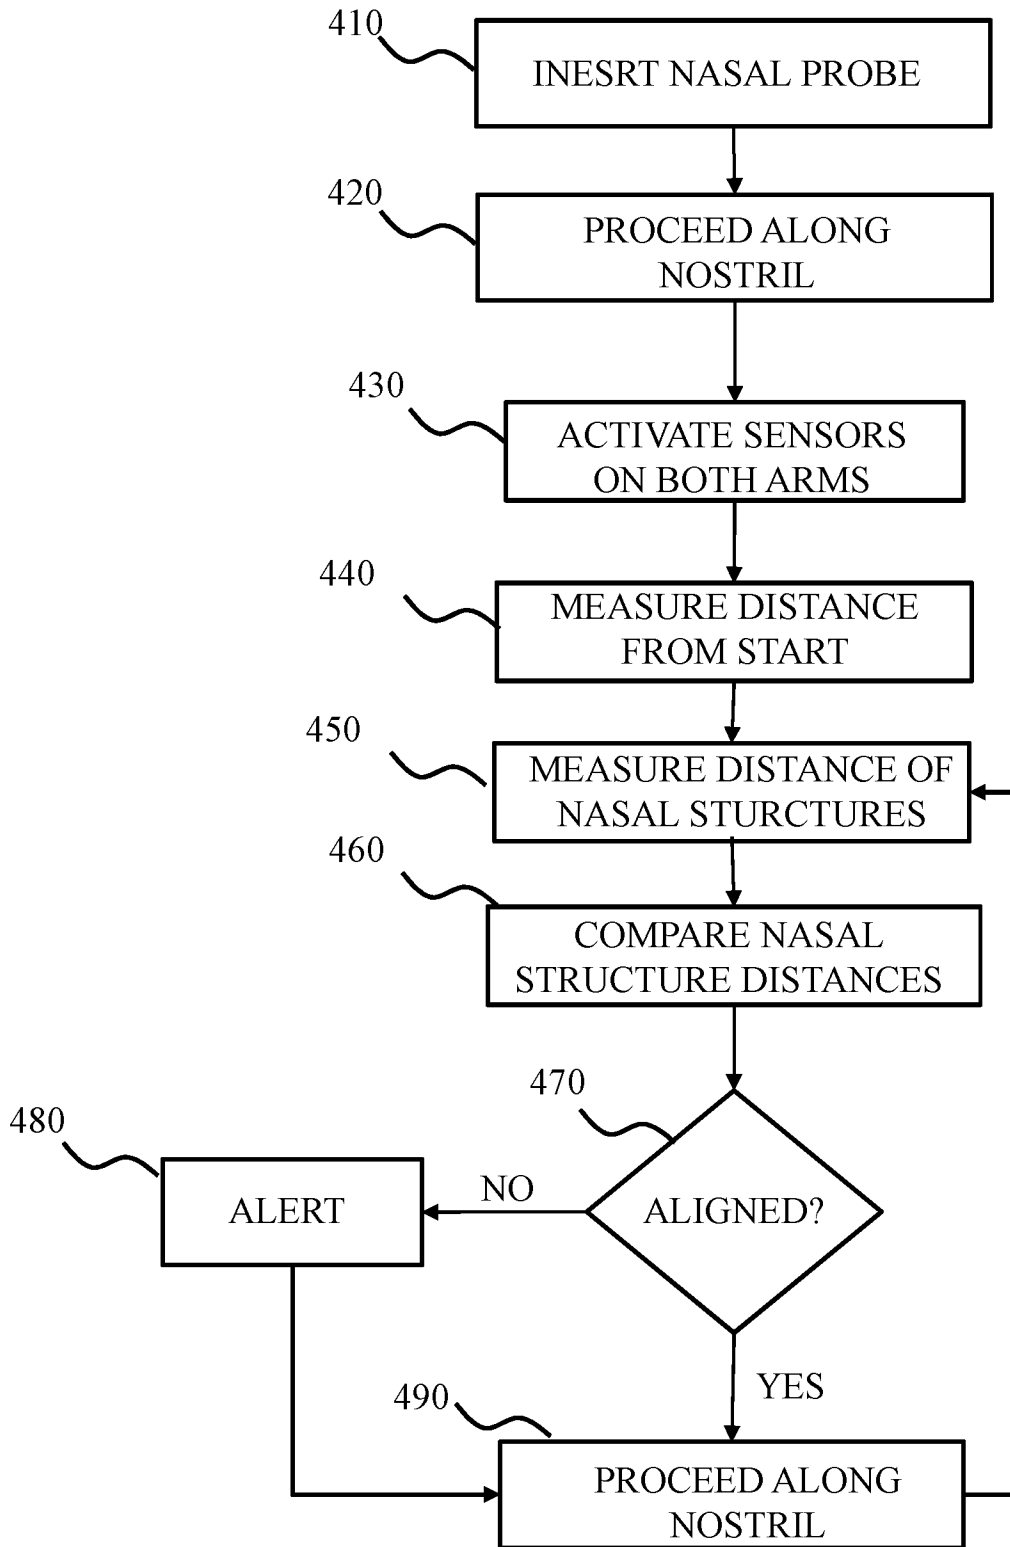 410
INESRT NASAL PROBE
420
PROCEED ALONG
NOSTRIL
430
ACTIVATE SENSORS
ON BOTH ARMS
440
MEASURE DISTANCE
FROM START
450
MEASURE DISTANCE OF
NASAL STURCTURES
460
COMPARE NASAL
STRUCTURE DISTANCES
470
480
ALERT
NO
ALIGNED?
YES
490
PROCEED ALONG
NOSTRIL